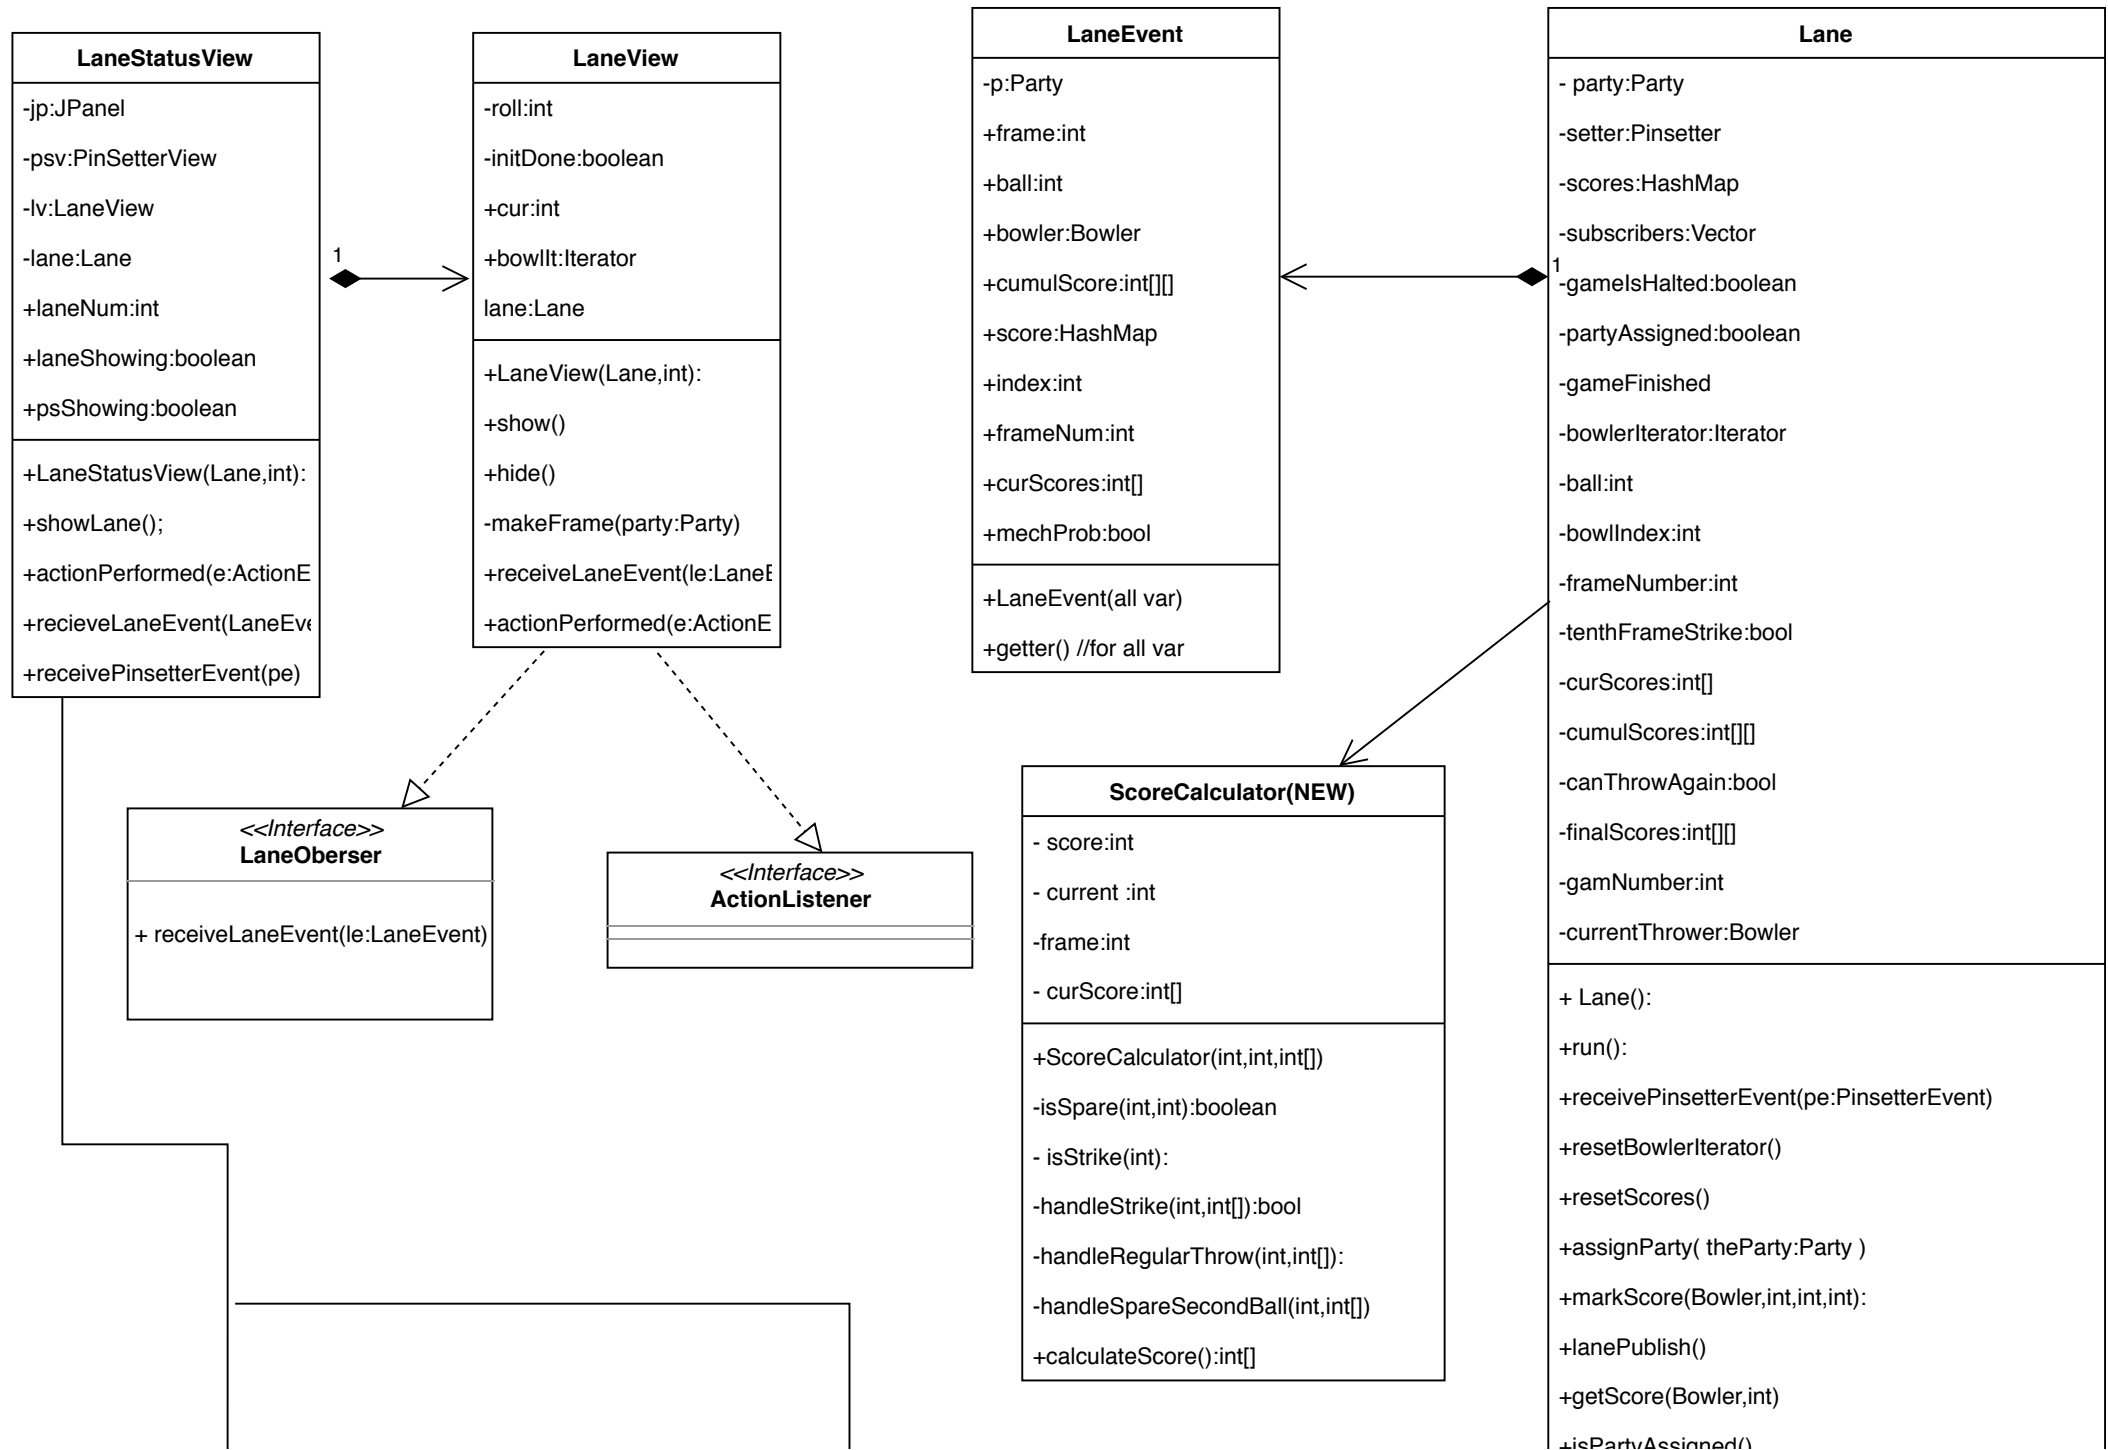 LaneStatusView
-jp:JPanel
-psv:PinSetterView
-lv:LaneView
-lane:Lane
+laneNum:int
+laneShowing:boolean
+psShowing:boolean
+LaneStatusView(Lane,int):
+showLane();
+actionPerformed(e:ActionE
+recieveLaneEvent(LaneEve
+receivePinsetterEvent(pe)
1
LaneView
-roll:int
-initDone:boolean
+cur:int
+bowlIt:Iterator
lane:Lane
+LaneView(Lane,int):
+show()
+hide()
-makeFrame(party:Party)
+receiveLaneEvent(le:LaneE
+actionPerformed(e:ActionE
<<Interface>>
LaneOberser
+ receiveLaneEvent(le:LaneEvent)
<<Interface>>
ActionListener
LaneEvent
-p:Party
+frame:int
+ball:int
+bowler:Bowler
+cumulScore:int[][]
+score:HashMap
+index:int
+frameNum:int
+curScores:int[]
+mechProb:bool
+LaneEvent(all var)
+getter() //for all var
1
ScoreCalculator(NEW)
- score:int
- current :int
-frame:int
- curScore:int[]
+ScoreCalculator(int,int,int[])
-isSpare(int,int):boolean
- isStrike(int):
-handleStrike(int,int[]):bool
-handleRegularThrow(int,int[]):
-handleSpareSecondBall(int,int[])
+calculateScore():int[]
Lane
- party:Party
-setter:Pinsetter
-scores:HashMap
-subscribers:Vector
-gameIsHalted:boolean
-partyAssigned:boolean
-gameFinished
-bowlerIterator:Iterator
-ball:int
-bowlIndex:int
-frameNumber:int
-tenthFrameStrike:bool
-curScores:int[]
-cumulScores:int[][]
-canThrowAgain:bool
-finalScores:int[][]
-gamNumber:int
-currentThrower:Bowler
+ Lane():
+run():
+receivePinsetterEvent(pe:PinsetterEvent)
+resetBowlerIterator()
+resetScores()
+assignParty( theParty:Party )
+markScore(Bowler,int,int,int):
+lanePublish()
+getScore(Bowler,int)
+isPartyAssigned()